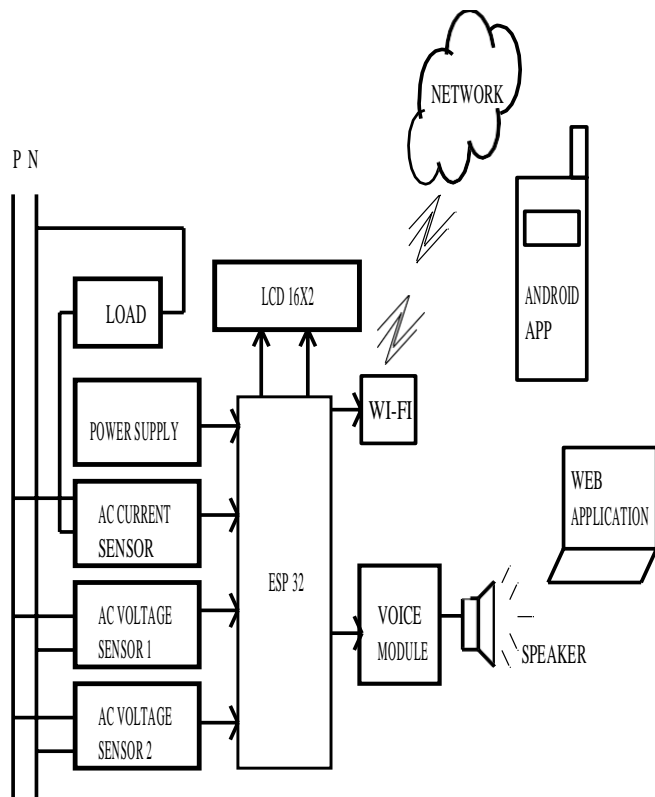 NETWORK
P N
LCD 16X2
LOAD
ANDROID
APP
POWER SUPPLY
WI-FI
AC CURRENT
SENSOR
WEB
APPLICATION
ESP 32
AC VOLTAGE
SENSOR 1
VOICE
MODULE
SPEAKER
AC VOLTAGE
SENSOR 2